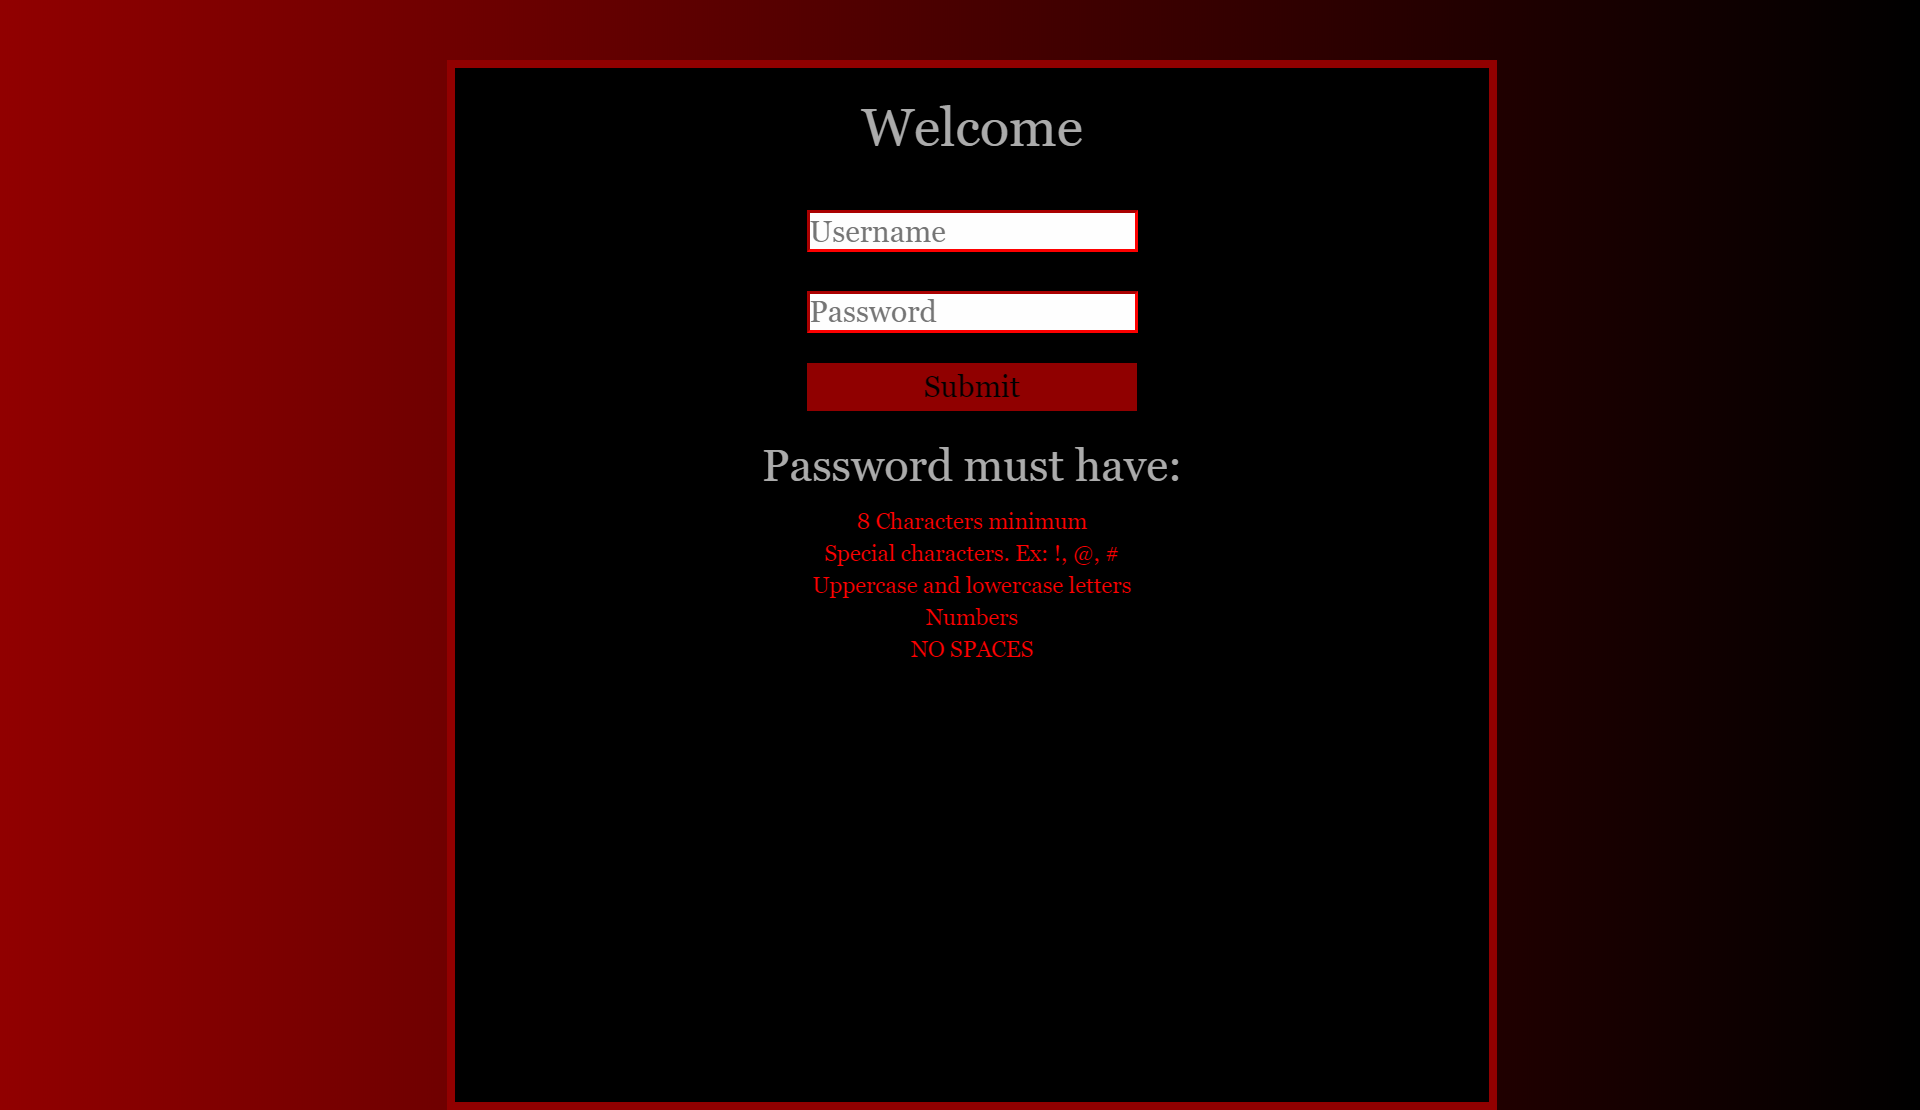 Welcome
Username
Password
Submit
Password must have:
8 Characters minimum
Special characters. Ex: !, @, #
Uppercase and lowercase letters
Numbers
NO SPACES